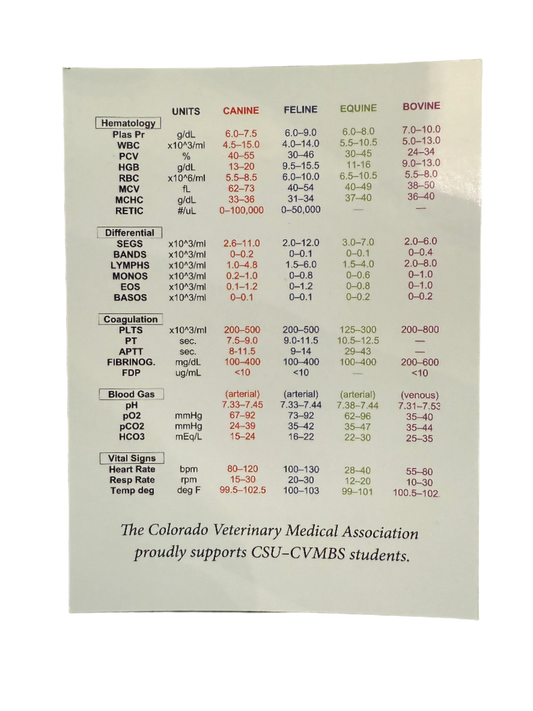 UNITS CANINE FELINE EQUINE BOVINE
Hematology
Plas Pr g/dL 6.0–7.5 6.0–9.0 6.0–8.0 7.0–10.0
WBC x10^3/ml 4.5–15.0 4.0–14.0 5.5–10.5 5.0–13.0
PCV % 40–55 30–46 30–45 24–34
HGB g/dL 13–20 9.5–15.5 11-16 9.0–13.0
RBC x10^6/ml 5.5–8.5 6.0–10.0 6.5–10.5 5.5–8.0
MCV fL 62–73 40–54 40–49 38–50
MCHC g/dL 33–36 31–34 37–40 36–40
RETIC #/uL 0–100,000 0–50,000 — —
Differential
SEGS x10^3/ml 2.6–11.0 2.0–12.0 3.0–7.0 2.0–6.0
BANDS x10^3/ml 0–0.2 0–0.1 0–0.1 0–0.4
LYMPHS x10^3/ml 1.0–4.8 1.5–6.0 1.5–4.0 2.0–8.0
MONOS x10^3/ml 0.2–1.0 0–0.8 0–0.6 0–1.0
EOS x10^3/ml 0.1–1.2 0–1.2 0–0.8 0–1.0
BASOS x10^3/ml 0–0.1 0–0.1 0–0.2 0–0.2
Coagulation
PLTS x10^3/ml 200–500 200–500 125–300 200–800
PT sec. 7.5–9.0 9.0-11.5 10.5–12.5 —
APTT sec. 8-11.5 9–14 29–43 —
FIBRINOG. mg/dL 100–400 100–400 100–400 200–600
FDP ug/mL <10 <10 — <10
Blood Gas (arterial) (arterial) (arterial) (venous)
pH 7.33–7.45 7.33–7.44 7.38–7.44 7.31–7.53
pO2 mmHg 67–92 73–92 62–96 35–40
pCO2 mmHg 24–39 35–42 35–47 35–44
HCO3 mEq/L 15–24 16–22 22–30 25–35
Vital Signs
Heart Rate bpm 80–120 100–130 28–40 55–80
Resp Rate rpm 15–30 20–30 12–20 10–30
Temp deg deg F 99.5–102.5 100–103 99–101 100.5–102.
The Colorado Veterinary Medical Association
proudly supports CSU–CVMBS students.